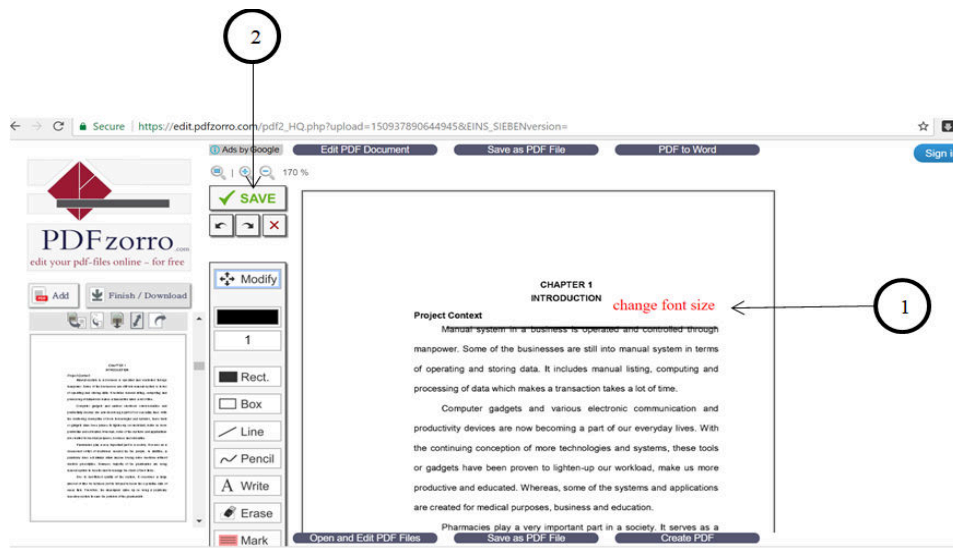 2
Secure | https://edit.pdfzorro.com/pdf2_HQ.php?upload=150937890644945&EINS_SIEBENversion=
Ads by Google
Edit PDF Document
Save as PDF File
PDF to Word
Sign i
170 %
SAVE
PDFzorro.com
edit your pdf-files online - for free
Add
Finish / Download
Modify
1
Rect.
Box
Line
Pencil
A Write
Erase
Mark
CHAPTER 1
INTRODUCTION
change font size
1
Project Context
Manual system in a business is operated and controlled through
manpower. Some of the businesses are still into manual system in terms
of operating and storing data. It includes manual listing, computing and
processing of data which makes a transaction takes a lot of time.
Computer gadgets and various electronic communication and
productivity devices are now becoming a part of our everyday lives. With
the continuing conception of more technologies and systems, these tools
or gadgets have been proven to lighten-up our workload, make us more
productive and educated. Whereas, some of the systems and applications
are created for medical purposes, business and education.
Pharmacies play a very important part in a society. It serves as a
Open and Edit PDF Files
Save as PDF File
Create PDF